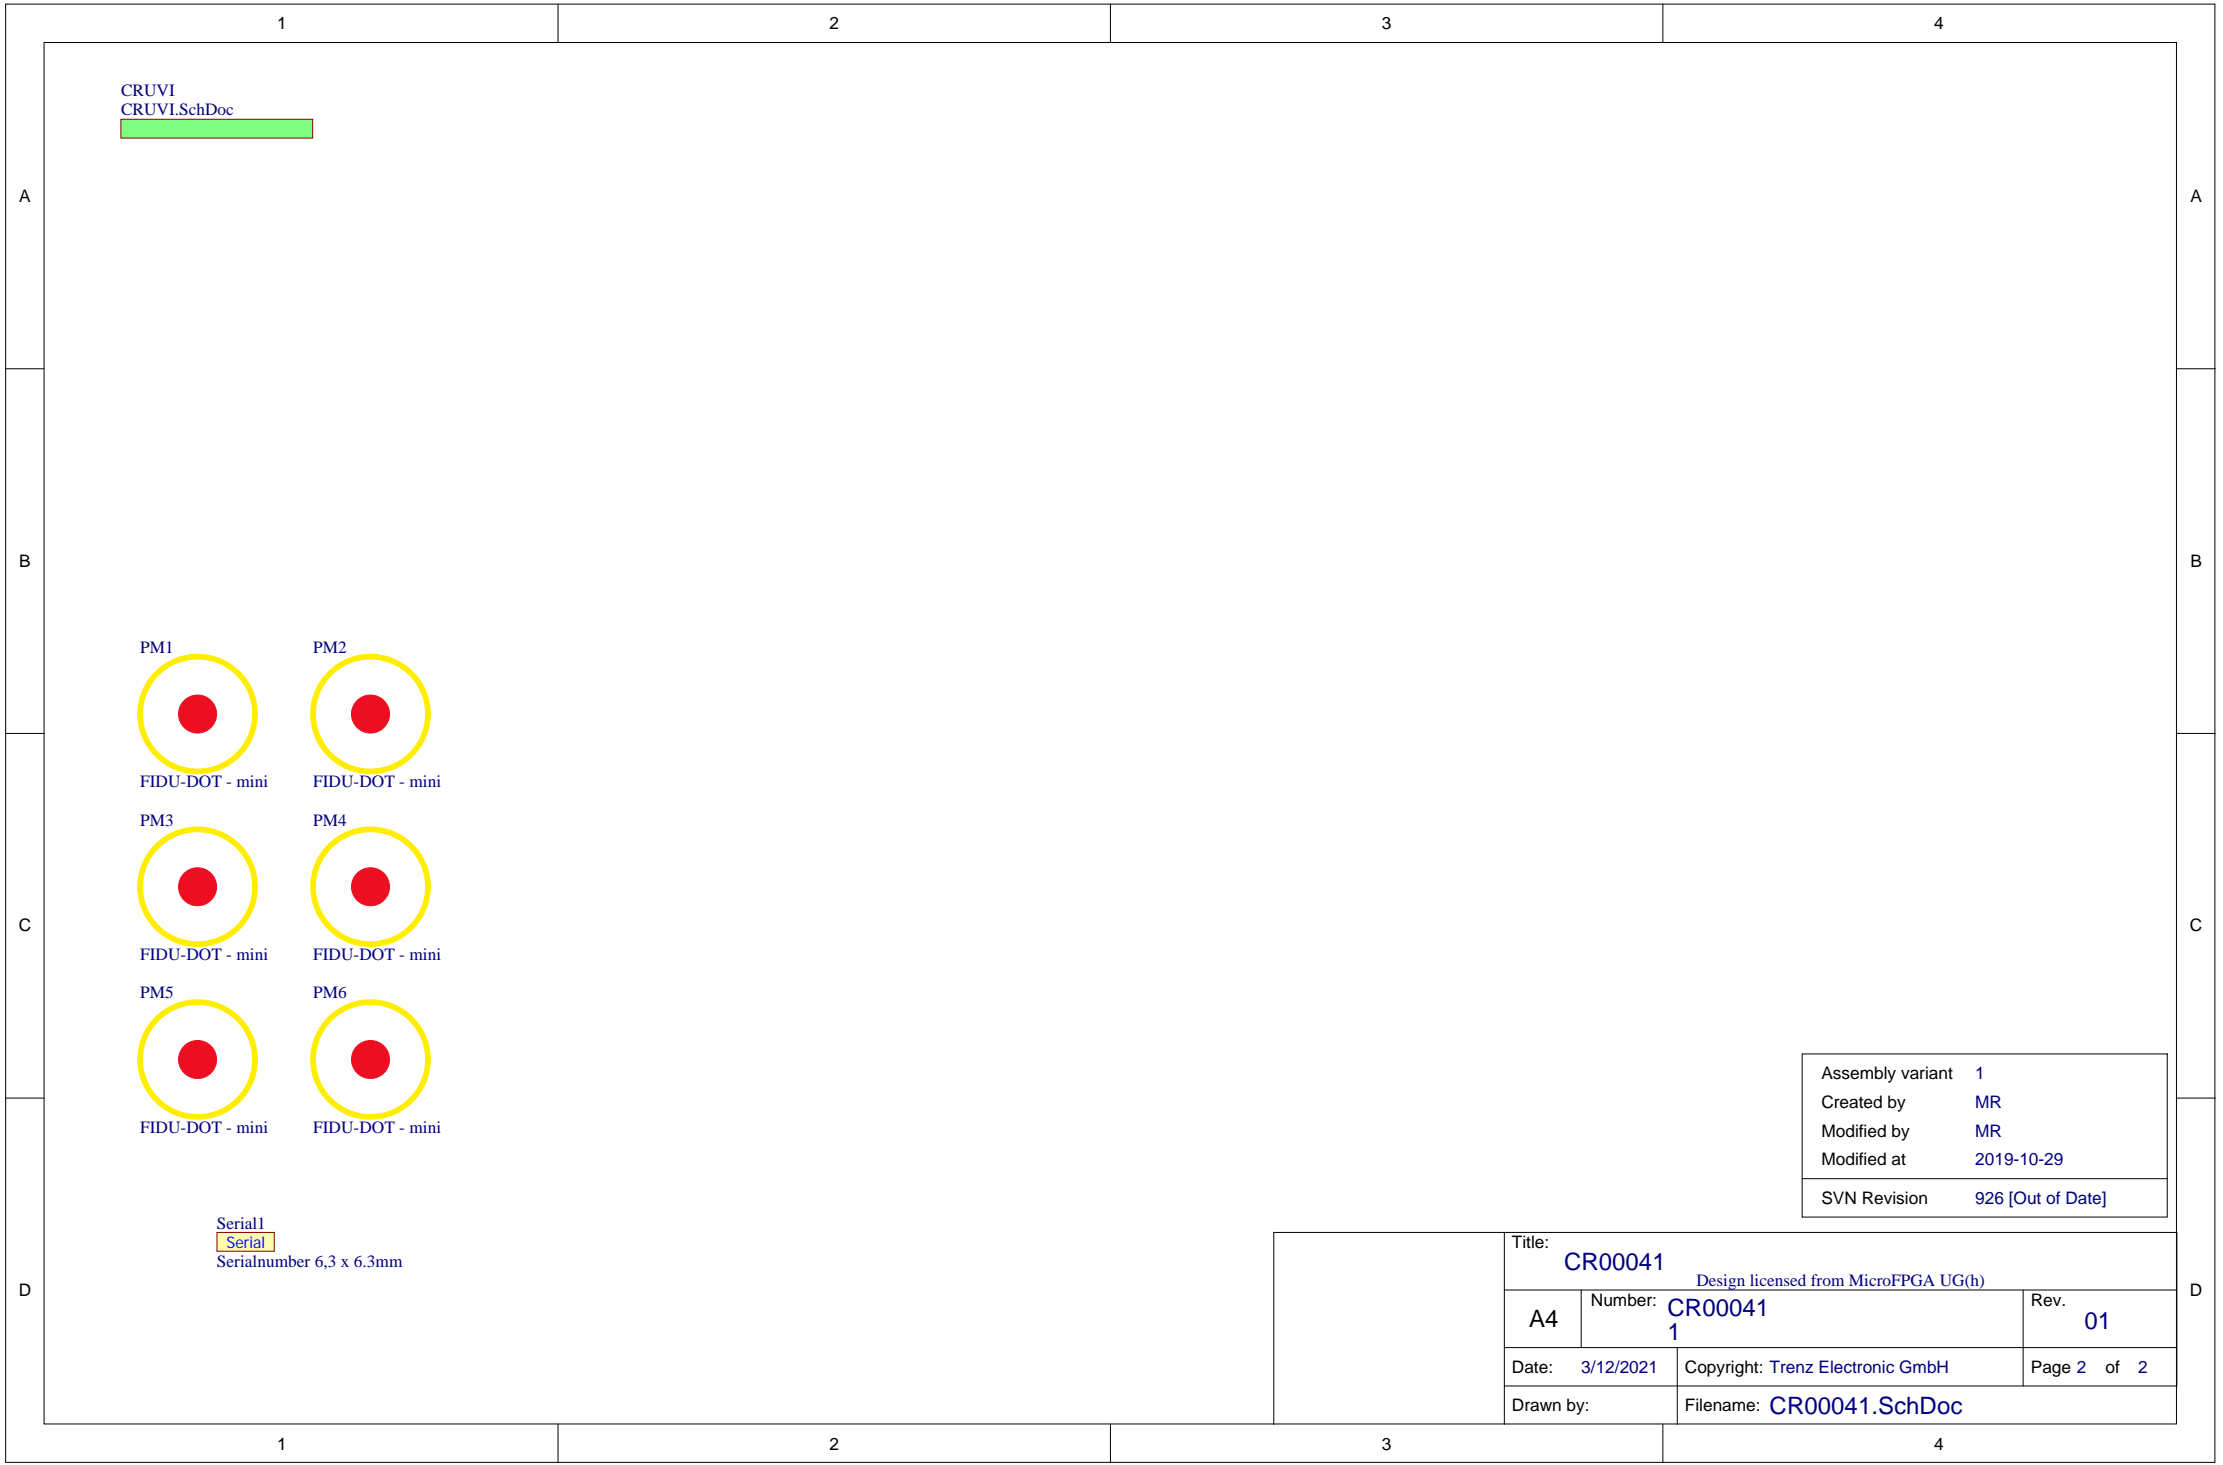 1 2 3 4
CRUVI
CRUVI.SchDoc
A A
B B
PM1 PM2
FIDU-DOT - mini FIDU-DOT - mini
PM3 PM4
C C
FIDU-DOT - mini FIDU-DOT - mini
PM5 PM6
FIDU-DOT - mini FIDU-DOT - mini
Assembly variant 1
Created by MR
Modified by MR
Modified at 2019-10-29
SVN Revision 926 [Out of Date]
Serial1
Serial
Serialnumber 6,3 x 6.3mm
Title:
CR00041
Design licensed from MicroFPGA UG(h)
D D
A4 Number: CR00041 Rev.
1 01
Date: 3/12/2021 Copyright: Trenz Electronic GmbH Page 2 of 2
Drawn by: Filename: CR00041.SchDoc
1 2 3 4